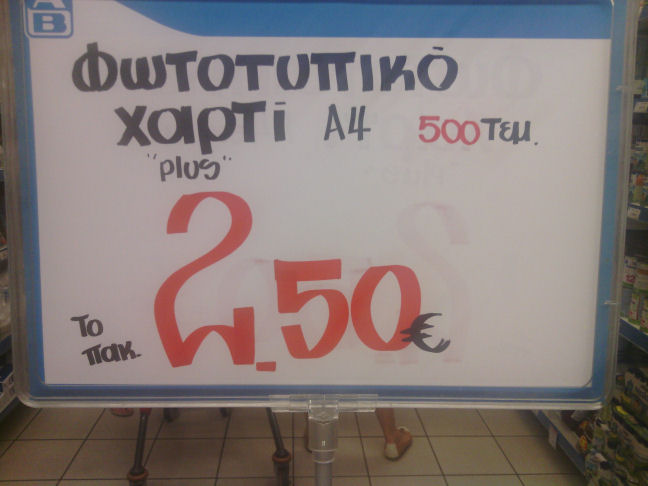 AB
Φωτοτυπικό
χαρτί A4 500 τεμ.
"plus"
2.50€
Το
πακ.